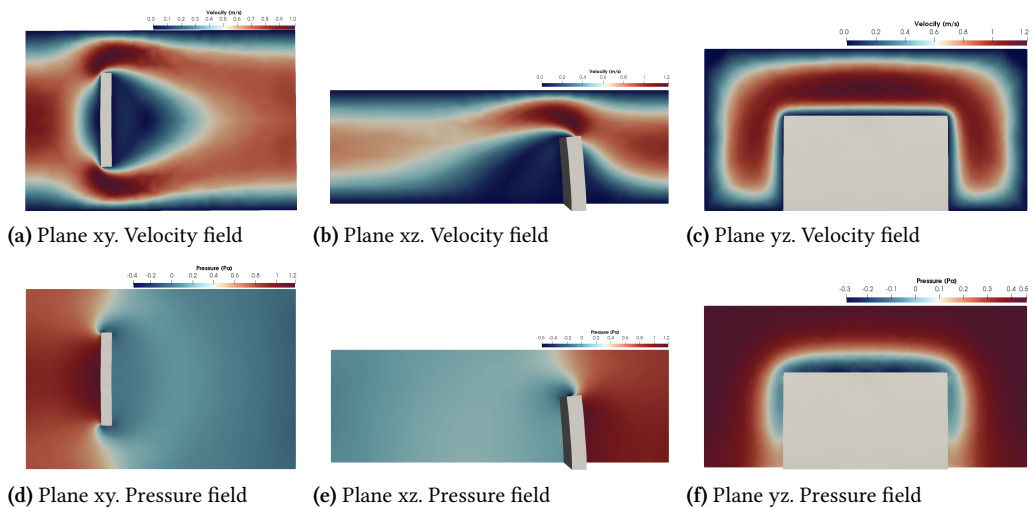 Velocity (m/s)
0.0 0.1 0.2 0.3 0.4 0.5 0.6 0.7 0.8 0.9 1.0
Velocity (m/s)
0.0 0.2 0.4 0.6 0.8 1.2
Velocity (m/s)
0.0 0.2 0.4 0.6 0.8 1.0 1.2
(a) Plane xy. Velocity field
(b) Plane xz. Velocity field
(c) Plane yz. Velocity field
Pressure (Pa)
-0.4 -0.2 0 0.2 0.4 0.6 0.8 1 1.2
Pressure (Pa)
-0.4 -0.2 0 0.2 0.4 0.6 0.8 1 1.2
Pressure (Pa)
-0.3 -0.2 -0.1 0 0.1 0.2 0.3 0.4 0.5
(d) Plane xy. Pressure field
(e) Plane xz. Pressure field
(f) Plane yz. Pressure field